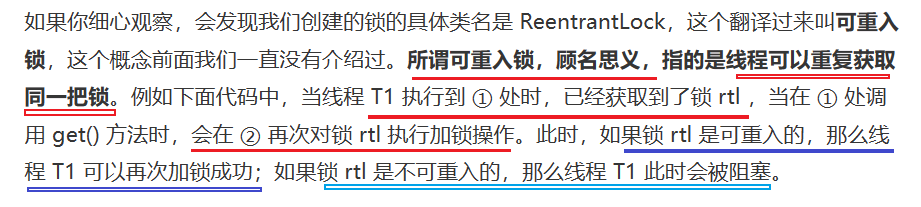 如果你细心观察，会发现我们创建的锁的具体类名是 ReentrantLock，这个翻译过来叫可重入
锁，这个概念前面我们一直没有介绍过。所谓可重入锁，顾名思义，指的是线程可以重复获取
同一把锁。例如下面代码中，当线程 T1 执行到 ① 处时，已经获取到了锁 rtl ，当在 ① 处调
用 get() 方法时，会在 ② 再次对锁 rtl 执行加锁操作。此时，如果锁 rtl 是可重入的，那么线
程 T1 可以再次加锁成功；如果锁 rtl 是不可重入的，那么线程 T1 此时会被阻塞。